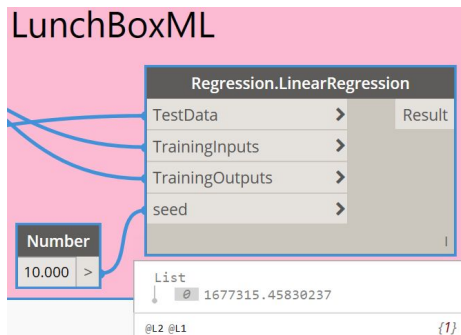 LunchBoxML
Regression.LinearRegression
TestData >
Result
TrainingInputs >
TrainingOutputs >
seed >
Number
10.000 >
l
List
0 1677315.45830237
@L2 @L1
{1}